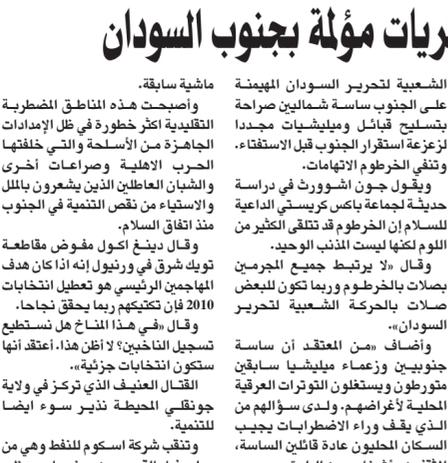 ريات مؤلمة بجنوب السودان
الشعبية لتحرير السودان المهيمنة
على الجنوب ساسة شماليين صراحة
بتسليح قبائل وميليشيات مجددا
لزعزعة استقرار الجنوب قبل الاستفتاء.
وتنفي الخرطوم الاتهامات.
ويقول جون اشوورث في دراسة
حديثة لجماعة باكس كريستي الداعية
للسلام إن الخرطوم قد تتلقى الكثير من
اللوم لكنها ليست المذنب الوحيد.
وقال «لا يرتبط جميع المجرمين
بصلات بالخرطوم وربما تكون للبعض
صلات بالحركة الشعبية لتحرير
السودان».
وأضاف «من المعتقد أن ساسة
جنوبيين وزعماء ميليشيا سابقين
متورطون ويستغلون التوترات العرقية
المحلية لأغراضهم. ولدى سؤالهم من
الذي يقف وراء الاضطرابات يجيب
السكان المحليون عادة قائلين الساسة،
ماشية سابقة.
وأصبحت هذه المناطق المضطربة
التقليدية اكثر خطورة في ظل الإمدادات
الجاهزة من الأسلحة والتي خلفتها
الحرب الاهلية وصراعات أخرى
والشبان العاطلين الذين يشعرون بالملل
والاستياء من نقص التنمية في الجنوب
منذ اتفاق السلام.
وقال دينغ اكول مفوض مقاطعة
تويك شرق في ورنيول إنه اذا كان هدف
المهاجمين الرئيسي هو تعطيل انتخابات
2010 فإن تكتيكهم ربما يحقق نجاحا.
وقال «في هذا المناخ هل نستطيع
تسجيل الناخبين؟ لا أظن هذا. أعتقد أنها
ستكون انتخابات جزئية».
القتال العنيف الذي تركز في ولاية
جونقلي المحيطة نذير سوء ايضا
للتنمية.
وتنقب شركة اسكوم للنفط وهي من